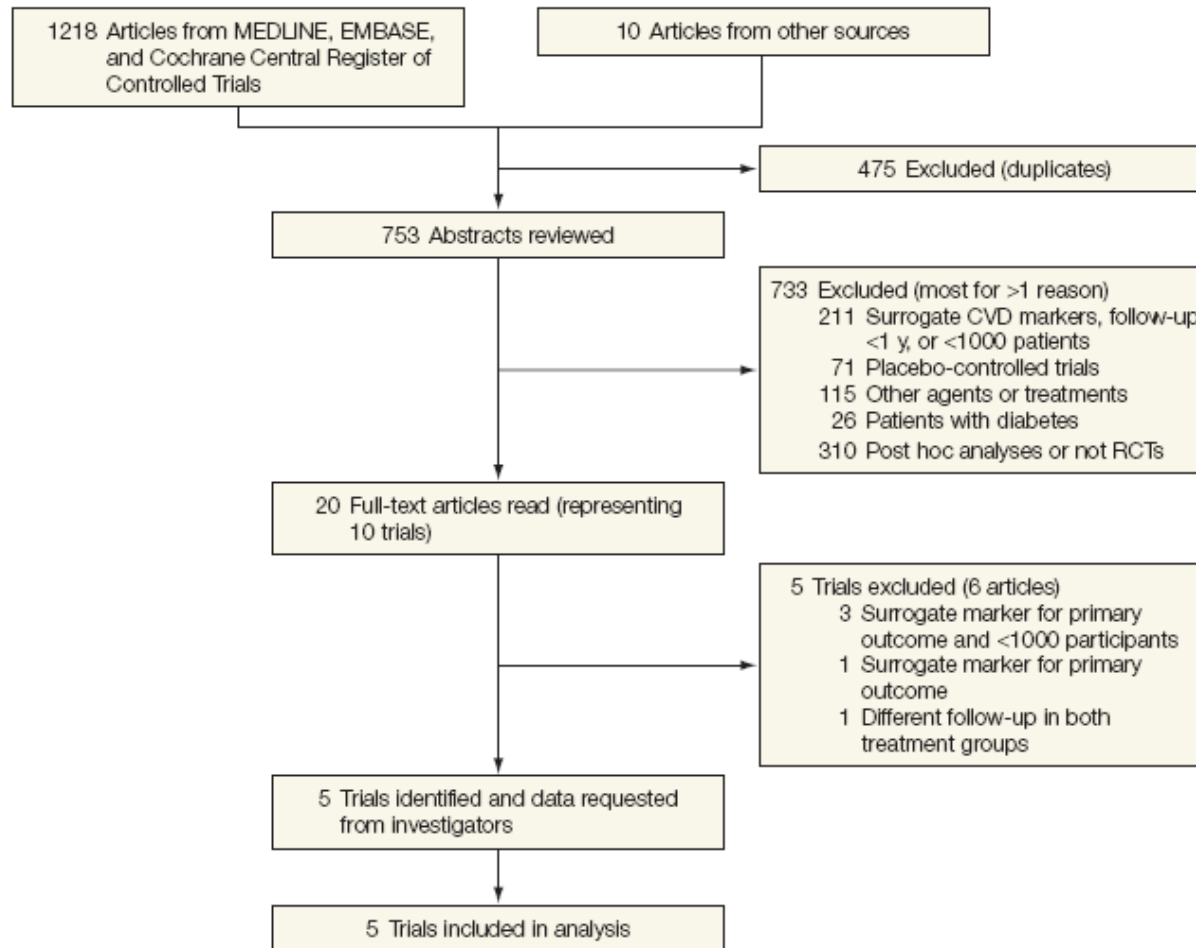 1218 Articles from MEDLINE, EMBASE,
and Cochrane Central Register of
Controlled Trials
10 Articles from other sources
475 Excluded (duplicates)
753 Abstracts reviewed
733 Excluded (most for >1 reason)
211 Surrogate CVD markers, follow-up
<1 y, or <1000 patients
71 Placebo-controlled trials
115 Other agents or treatments
26 Patients with diabetes
310 Post hoc analyses or not RCTs
20 Full-text articles read (representing
10 trials)
5 Trials excluded (6 articles)
3 Surrogate marker for primary
outcome and <1000 participants
1 Surrogate marker for primary
outcome
1 Different follow-up in both
treatment groups
5 Trials identified and data requested
from investigators
5 Trials included in analysis